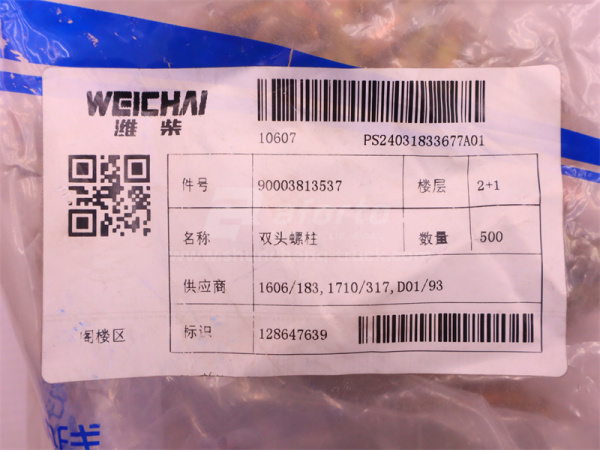 WEICHAI
潍柴
10607 PS24031833677A01
件号 90003813537 楼层 2+1
名称 双头螺柱 数量 500
供应商 1606/183,1710/317,D01/93
阁楼区 标识 128647639